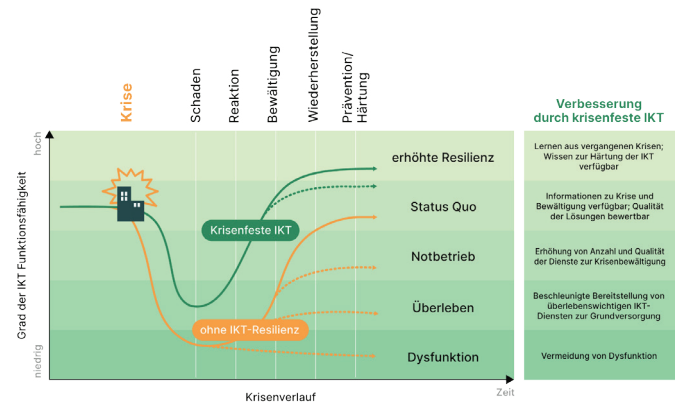 Krise
Schaden
Reaktion
Bewältigung
Wiederherstellung
Prävention/
Härtung
Verbesserung
durch krisenfeste IKT
hoch
Grad der IKT Funktionsfähigkeit
niedrig
erhöhte Resilienz
Lernen aus vergangenen Krisen;
Wissen zur Härtung der IKT
verfügbar
Status Quo
Informationen zu Krise und
Bewältigung verfügbar; Qualität
der Lösungen bewertbar
Krisenfeste IKT
Notbetrieb
Erhöhung von Anzahl und Qualität
der Dienste zur Krisenbewältigung
Überleben
Beschleunigte Bereitstellung von
überlebenswichtigen IKT-
Diensten zur Grundversorgung
ohne IKT-Resilienz
Dysfunktion
Vermeidung von Dysfunktion
Zeit
Krisenverlauf